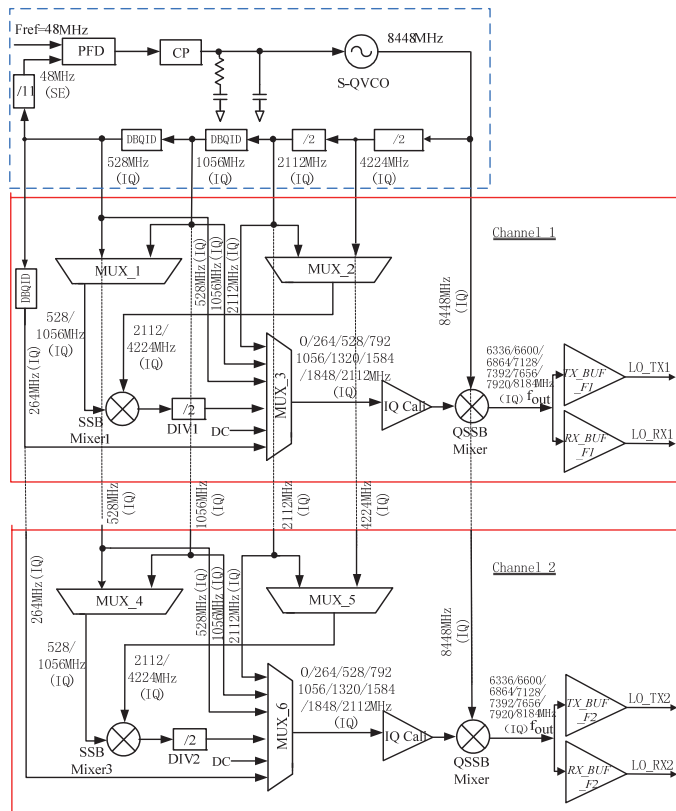 Fref=48MHz
PFD
CP
8448MHz
S-QVCO
/11
48MHz
(SE)
DBQID
DBQID
/2
/2
528MHz
(IQ)
1056MHz
(IQ)
2112MHz
(IQ)
4224MHz
(IQ)
Channel 1
MUX_1
MUX_2
DBQID
528MHz(IQ)
1056MHz(IQ)
2112MHz(IQ)
8448MHz
(IQ)
264MHz(IQ)
528/
1056MHz
(IQ)
2112/
4224MHz
(IQ)
0/264/528/792
1056/1320/1584
/1848/2112MHz
(IQ)
6336/6600/
6864/7128/
7392/7656/
7920/8184MHz
(IQ) fout
TX_BUF
_F1
LO_TX1
SSB
Mixer1
/2
DIV1
MUX_3
DC
IQ Call
QSSB
Mixer
RX_BUF
_F1
LO_RX1
528MHz
(IQ)
1056MHz
(IQ)
2112MHz
(IQ)
4224MHz
(IQ)
Channel 2
264MHz(IQ)
MUX_4
MUX_5
528MHz(IQ)
1056MHz(IQ)
2112MHz(IQ)
8448MHz
(IQ)
528/
1056MHz
(IQ)
2112/
4224MHz
(IQ)
0/264/528/792
1056/1320/1584
/1848/2112MHz
(IQ)
6336/6600/
6864/7128/
7392/7656/
7920/8184MHz
(IQ) fout
TX_BUF
_F2
LO_TX2
SSB
Mixer3
/2
DIV2
MUX_6
DC
IQ Call
QSSB
Mixer
RX_BUF
_F2
LO_RX2